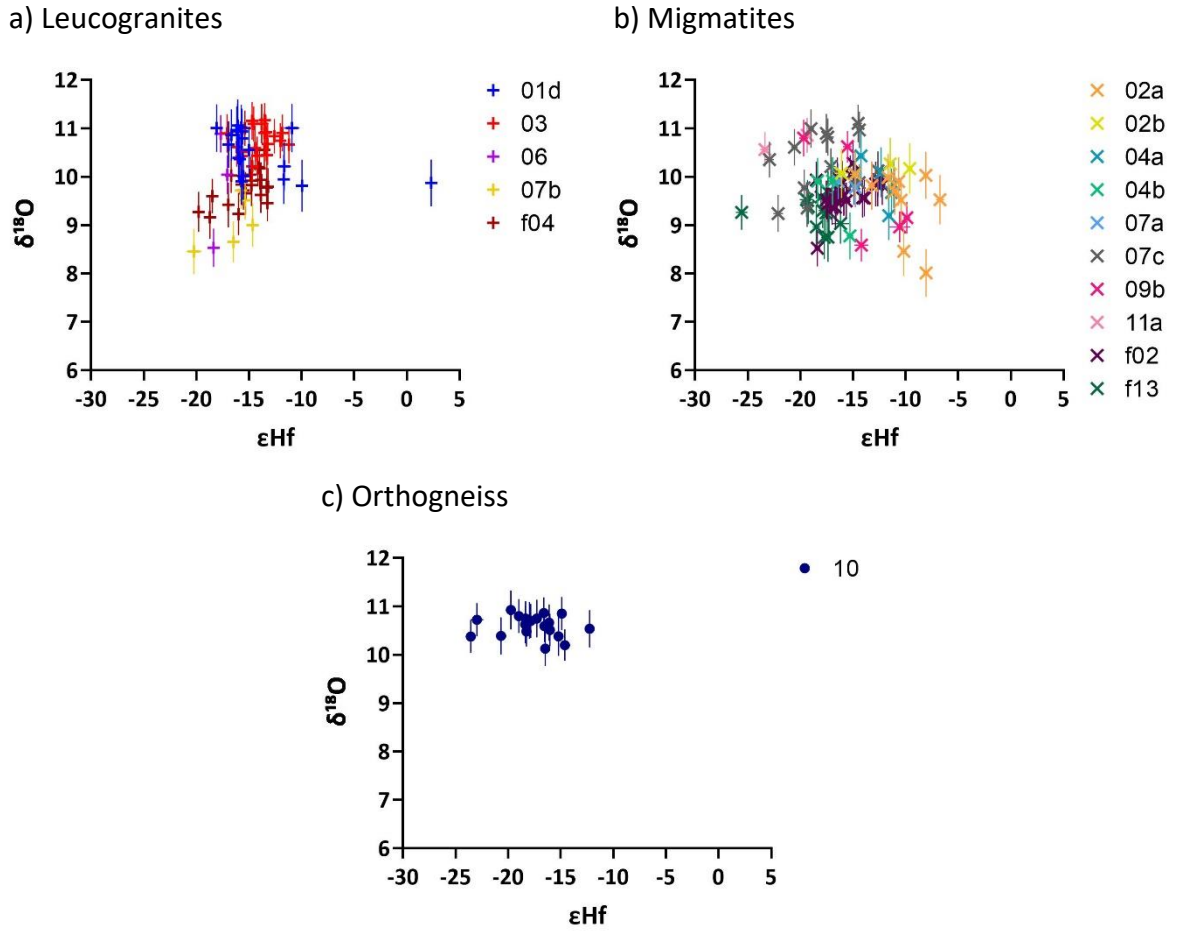 a) Leucogranites
b) Migmatites
12
11
10
9
8
7
6
δ¹⁸O
-30 -25 -20 -15 -10 -5 0 5
εHf
01d
03
06
07b
f04
12
11
10
9
8
7
6
δ¹⁸O
-30 -25 -20 -15 -10 -5 0 5
εHf
02a
02b
04a
04b
07a
07c
09b
11a
f02
f13
c) Orthogneiss
12
11
10
9
8
7
6
δ¹⁸O
-30 -25 -20 -15 -10 -5 0 5
εHf
10